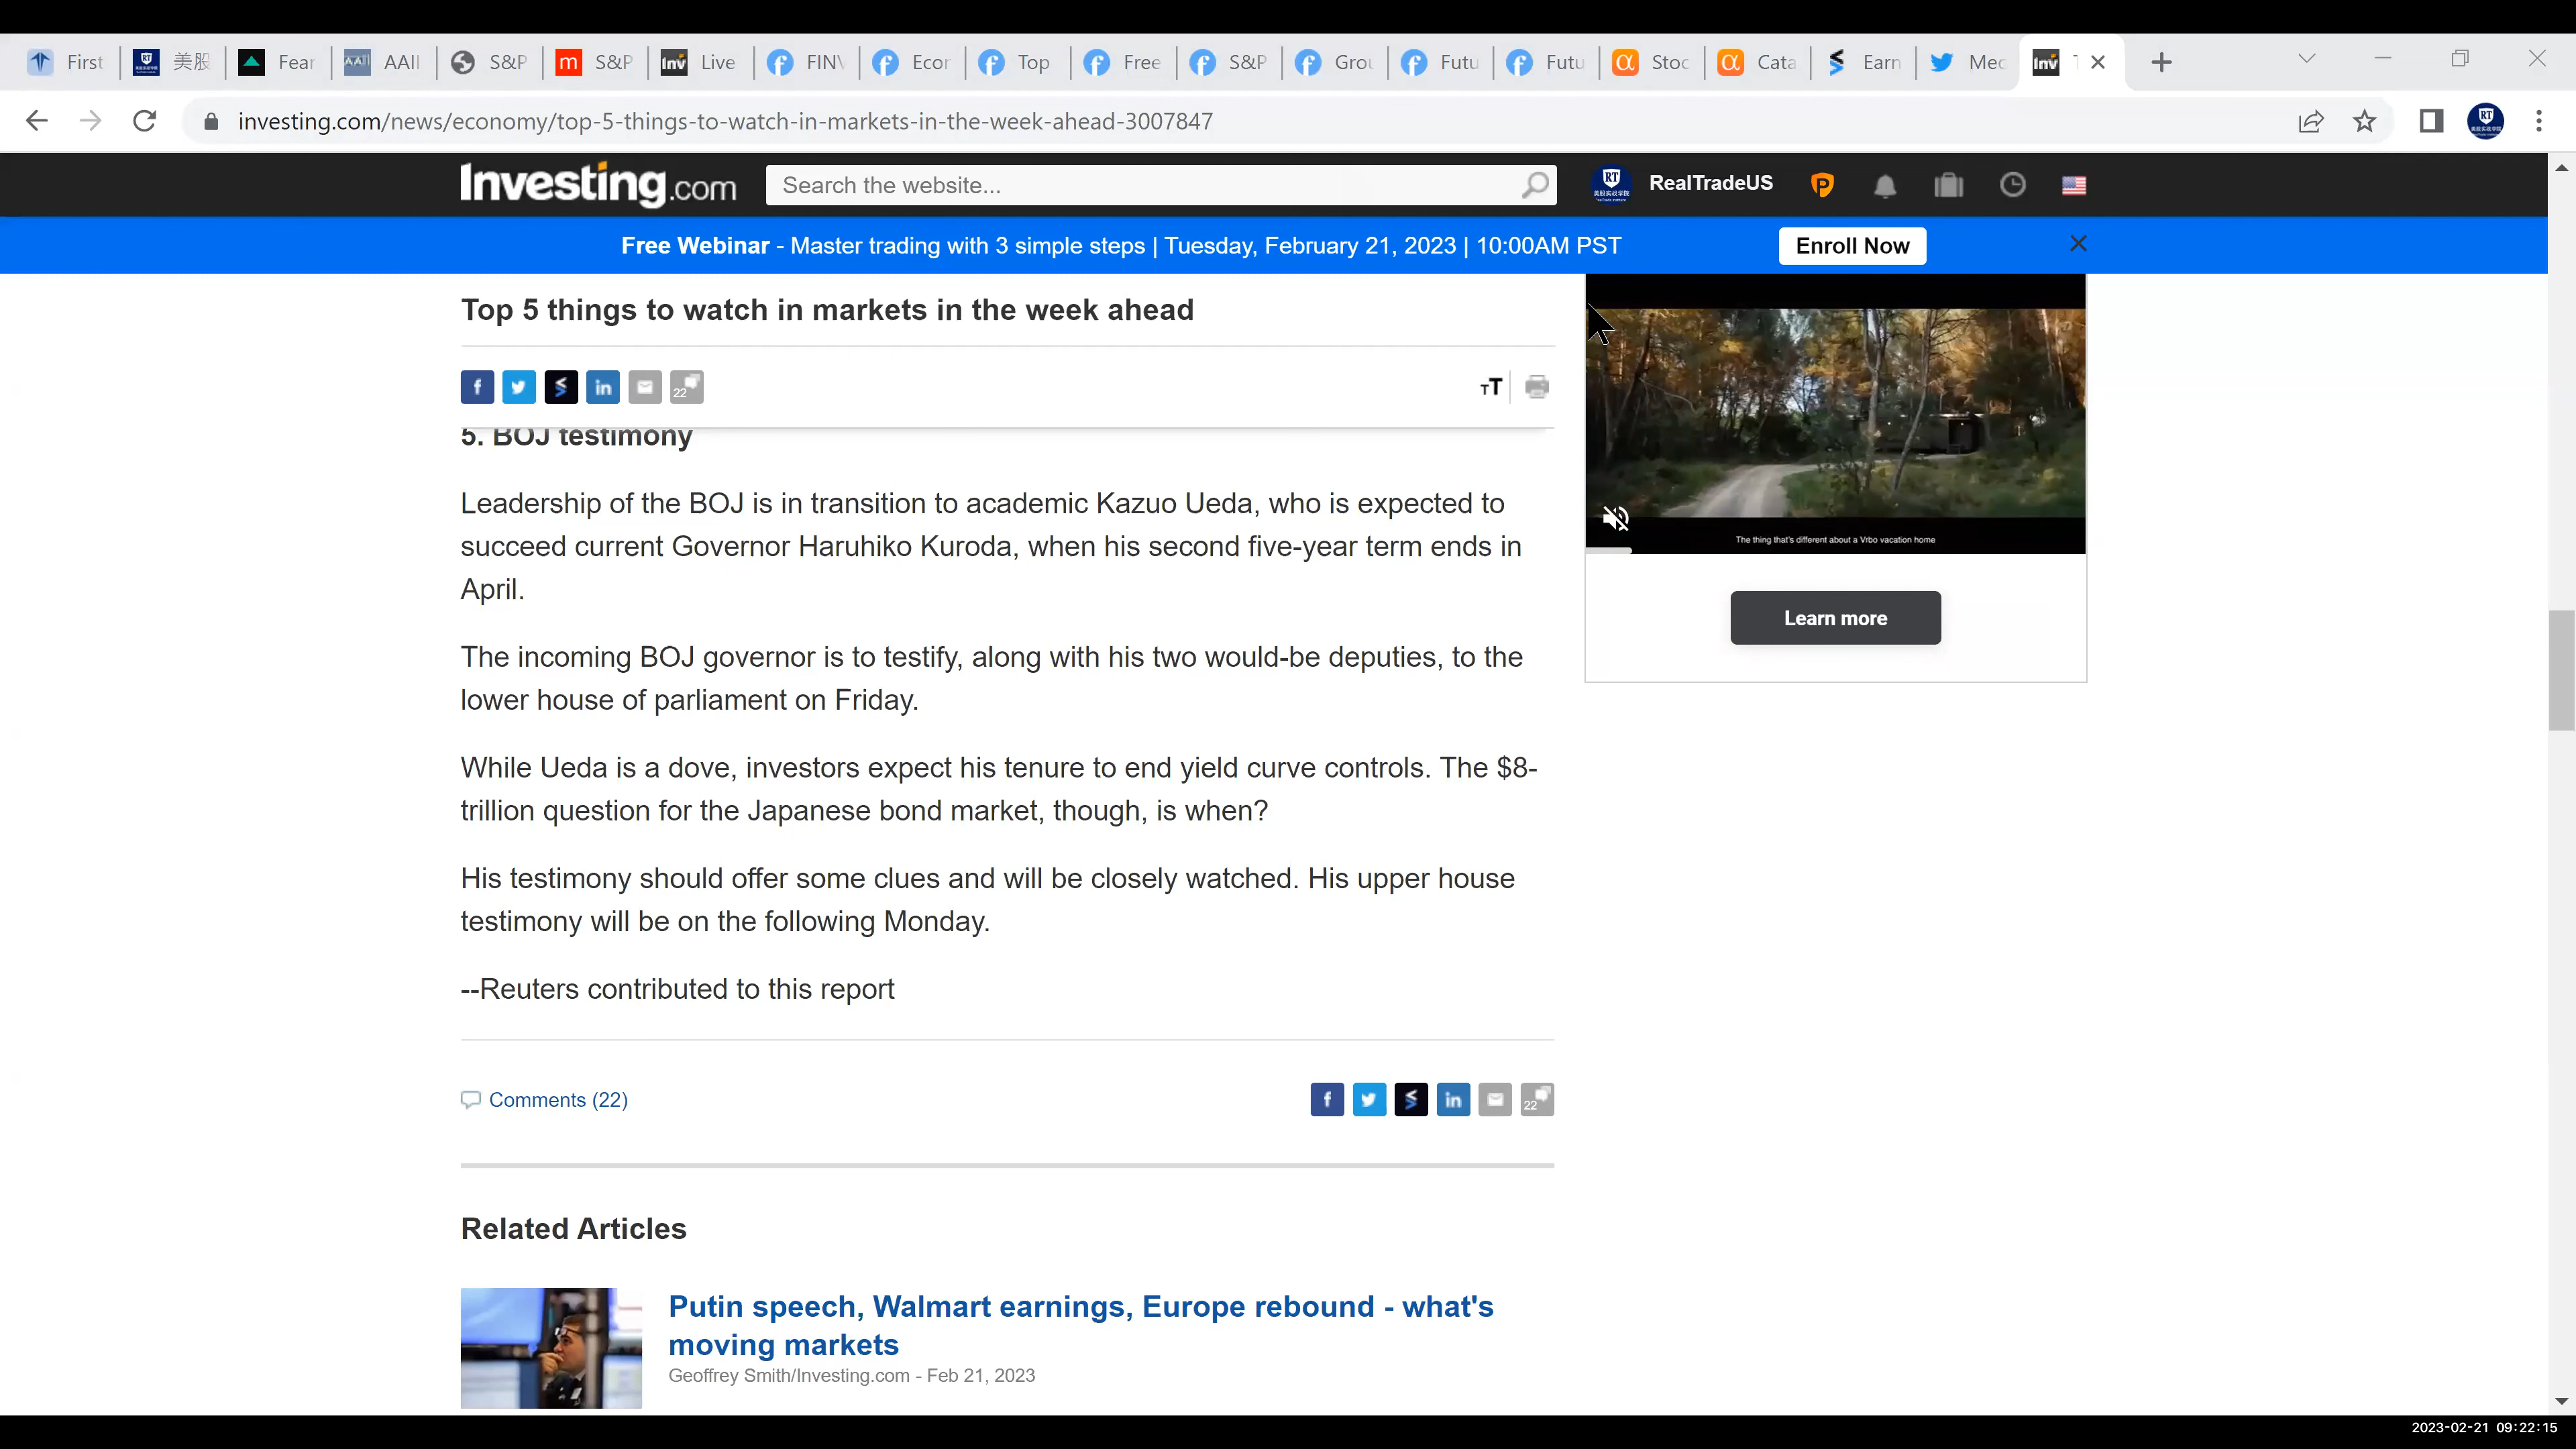 First
美股
Fear
AAII
S&P
S&P
Live
FINV
Econ
Top
Free
S&P
Grou
Futu
Futu
Stoc
Cata
Earn
Mec
investing.com/news/economy/top-5-things-to-watch-in-markets-in-the-week-ahead-3007847
Investing.com
Search the website...
RealTradeUS
Free Webinar - Master trading with 3 simple steps | Tuesday, February 21, 2023 | 10:00AM PST
Enroll Now
Top 5 things to watch in markets in the week ahead
22
5. BOJ testimony
Leadership of the BOJ is in transition to academic Kazuo Ueda, who is expected to
succeed current Governor Haruhiko Kuroda, when his second five-year term ends in
April.
The incoming BOJ governor is to testify, along with his two would-be deputies, to the
lower house of parliament on Friday.
While Ueda is a dove, investors expect his tenure to end yield curve controls. The $8-
trillion question for the Japanese bond market, though, is when?
His testimony should offer some clues and will be closely watched. His upper house
testimony will be on the following Monday.
--Reuters contributed to this report
The thing that's different about a Vrbo vacation home
Learn more
Comments (22)
22
Related Articles
Putin speech, Walmart earnings, Europe rebound - what's
moving markets
Geoffrey Smith/Investing.com - Feb 21, 2023
2023-02-21 09:22:15